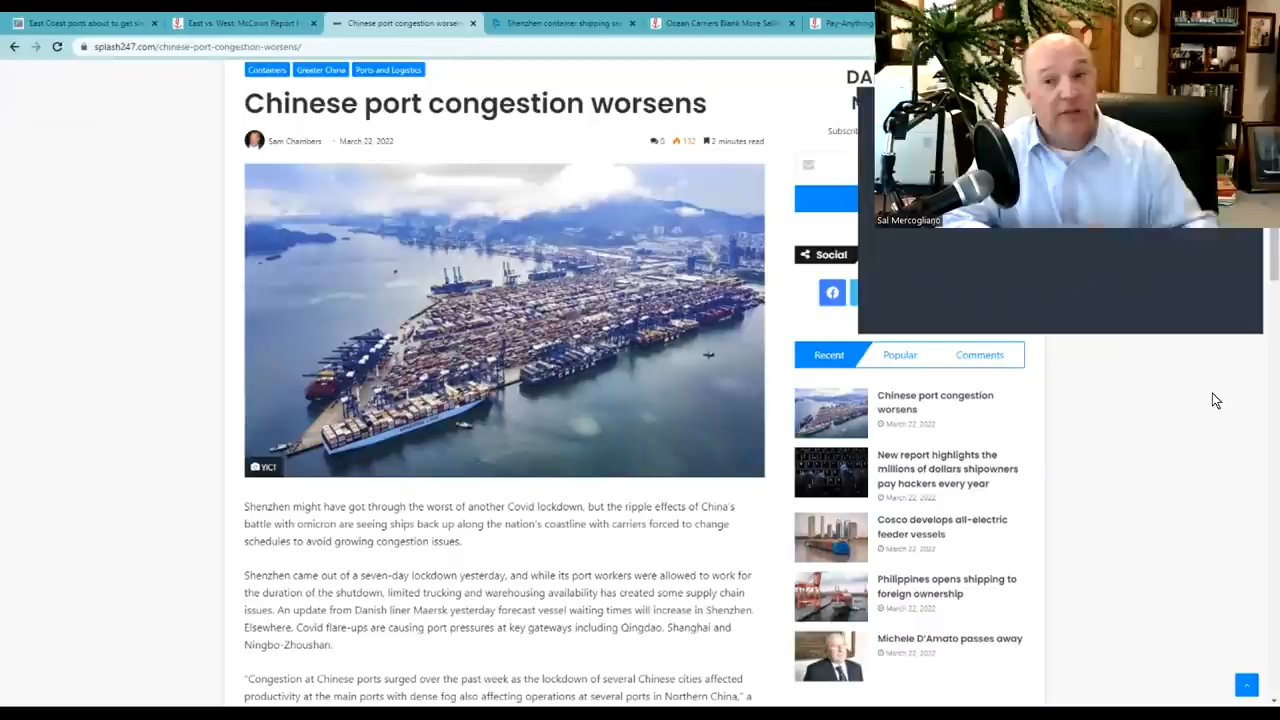 East Coast ports about to get sl
East vs. West: McCown Report H
Chinese port congestion worsen
Shenzhen container shipping se
Ocean Carriers Blank More Saili
Pay-Anything
splash247.com/chinese-port-congestion-worsens/
Containers
Greater China
Ports and Logistics
Chinese port congestion worsens
Sam Chambers
March 22, 2022
0
132
2 minutes read
DA
Subscrib
Sal Mercogliano
YICT
Social
Recent
Popular
Comments
Chinese port congestion
worsens
March 22, 2022
New report highlights the
millions of dollars shipowners
pay hackers every year
March 22, 2022
Cosco develops all-electric
feeder vessels
March 22, 2022
Philippines opens shipping to
foreign ownership
March 22, 2022
Michele D'Amato passes away
March 22, 2022
Shenzhen might have got through the worst of another Covid lockdown, but the ripple effects of China's
battle with omicron are seeing ships back up along the nation's coastline with carriers forced to change
schedules to avoid growing congestion issues.
Shenzhen came out of a seven-day lockdown yesterday, and while its port workers were allowed to work for
the duration of the shutdown, limited trucking and warehousing availability has created some supply chain
issues. An update from Danish liner Maersk yesterday forecast vessel waiting times will increase in Shenzhen.
Elsewhere, Covid flare-ups are causing port pressures at key gateways including Qingdao, Shanghai and
Ningbo-Zhoushan.
"Congestion at Chinese ports surged over the past week as the lockdown of several Chinese cities affected
productivity at the main ports with dense fog also affecting operations at several ports in Northern China," a